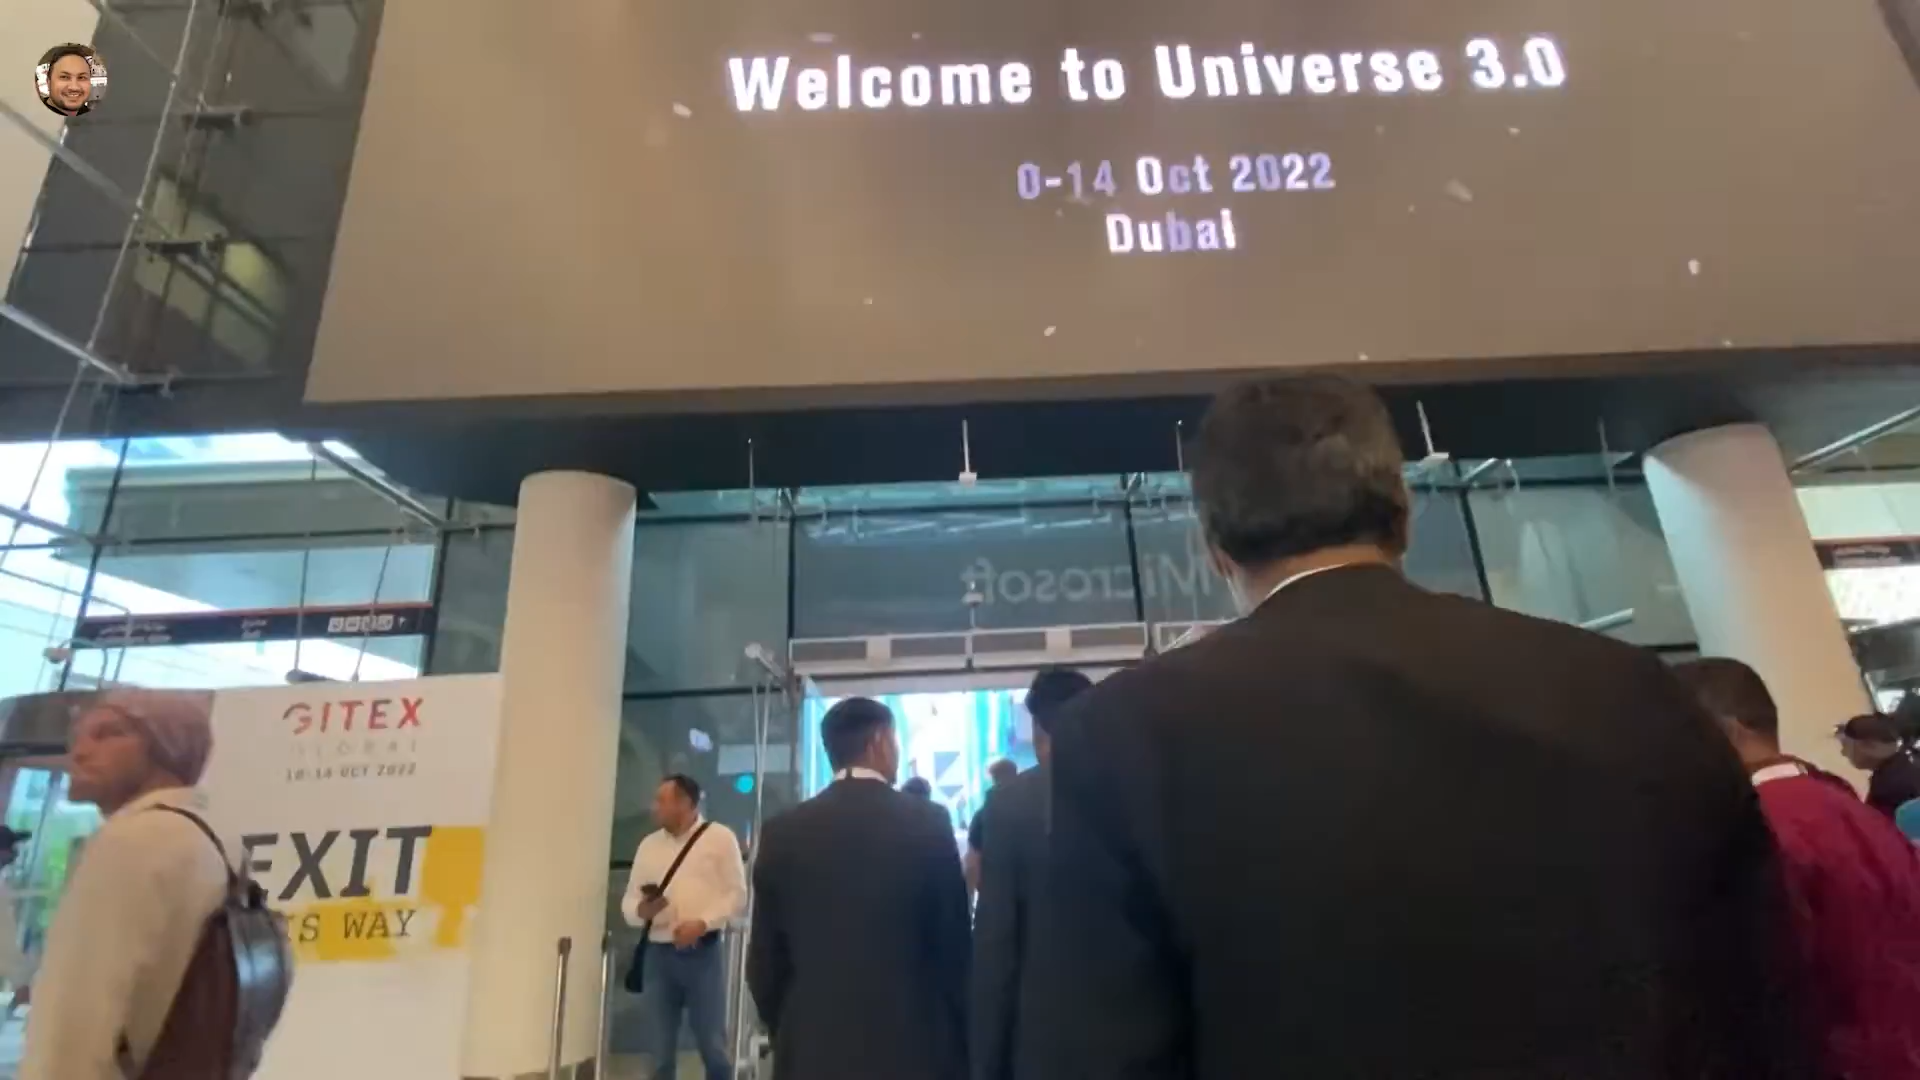 Welcome to Universe 3.0
0-14 Oct 2022
Dubai
Microsoft
GITEX
GLOBAL
10-14 OCT 2022
EXIT
IS WAY